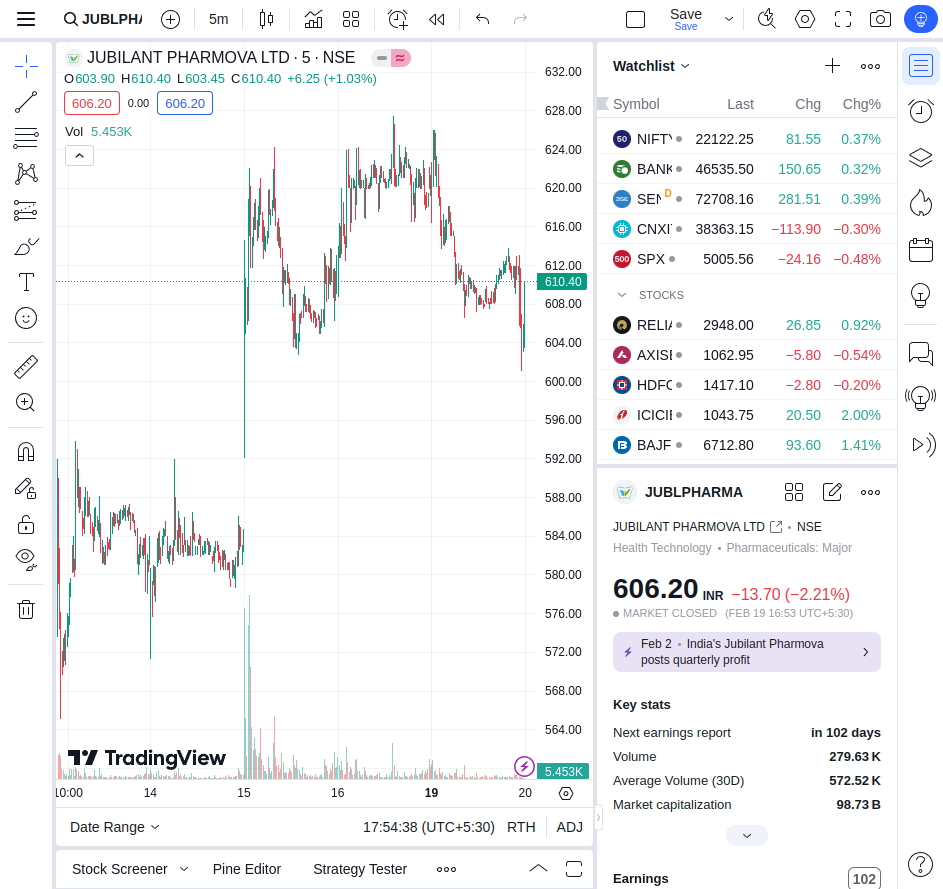 JUBLPHA 5m Save
Save
JUBILANT PHARMOVA LTD · 5 · NSE
O603.90 H610.40 L603.45 C610.40 +6.25 (+1.03%)
606.20 0.00 606.20
Vol 5.453K
632.00
628.00
624.00
620.00
616.00
612.00
610.40
608.00
604.00
600.00
596.00
592.00
588.00
584.00
580.00
576.00
572.00
568.00
564.00
5.453K
TradingView
10:00 14 15 16 19 20
Date Range 17:54:38 (UTC+5:30) RTH ADJ
Stock Screener Pine Editor Strategy Tester
Watchlist
Symbol Last Chg Chg%
50 NIFTY 22122.25 81.55 0.37%
BANK 46535.50 150.65 0.32%
SEN D 72708.16 281.51 0.39%
CNXI 38363.15 −113.90 −0.30%
500 SPX 5005.56 −24.16 −0.48%
STOCKS
RELIA 2948.00 26.85 0.92%
AXISE 1062.95 −5.80 −0.54%
HDFC 1417.10 −2.80 −0.20%
ICICIE 1043.75 20.50 2.00%
BAJF 6712.80 93.60 1.41%
JUBLPHARMA
JUBILANT PHARMOVA LTD • NSE
Health Technology • Pharmaceuticals: Major
606.20 INR −13.70 (−2.21%)
MARKET CLOSED (FEB 19 16:53 UTC+5:30)
Feb 2 • India's Jubilant Pharmova
posts quarterly profit
Key stats
Next earnings report in 102 days
Volume 279.63 K
Average Volume (30D) 572.52 K
Market capitalization 98.73 B
Earnings 102